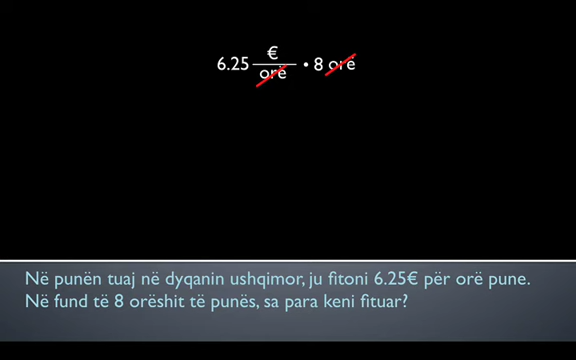 6.25 €/orë • 8 orë
Në punën tuaj në dyqanin ushqimor, ju fitoni 6.25€ për orë pune.
Në fund të 8 orëshit të punës, sa para keni fituar?